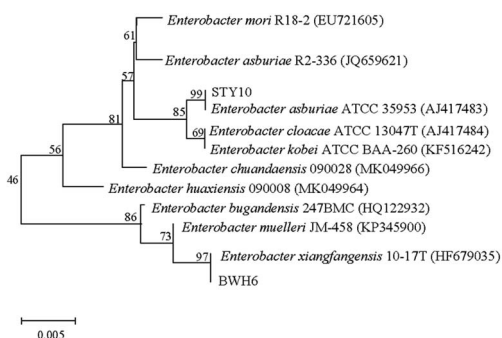 Enterobacter mori R18-2 (EU721605)
61
Enterobacter asburiae R2-336 (JQ659621)
57
99
STY10
Enterobacter asburiae ATCC 35953 (AJ417483)
85
81
Enterobacter cloacae ATCC 13047T (AJ417484)
69
Enterobacter kobei ATCC BAA-260 (KF516242)
56
Enterobacter chuandaensis 090028 (MK049966)
46
Enterobacter huaxiensis 090008 (MK049964)
Enterobacter bugandensis 247BMC (HQ122932)
86
Enterobacter muelleri JM-458 (KP345900)
73
Enterobacter xiangfangensis 10-17T (HF679035)
97
BWH6
0.005